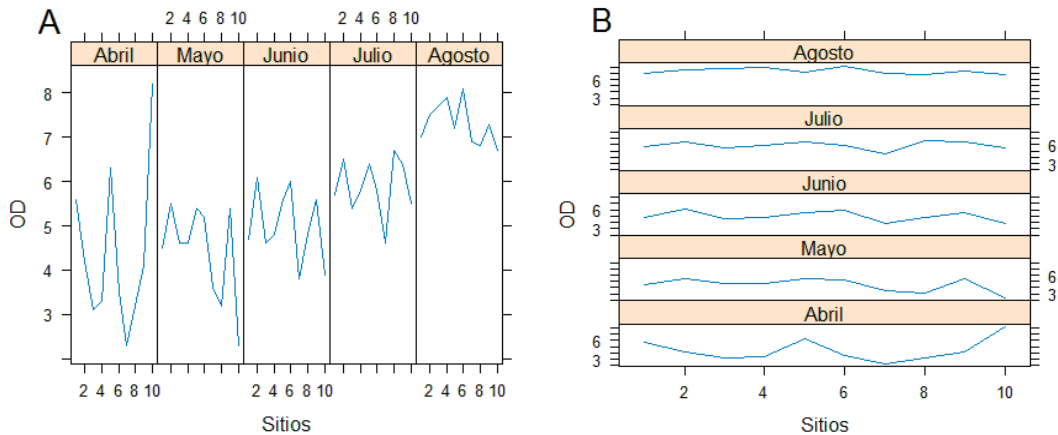 A
2 4 6 8 10 2 4 6 8 10
Abril Mayo Junio Julio Agosto
8
7
6
5
4
3
OD
2 4 6 8 10 2 4 6 8 10 2 4 6 8 10
Sitios
B
Agosto
6
3
Julio
6
3
Junio
6
3
Mayo
6
3
Abril
6
3
OD
2 4 6 8 10
Sitios